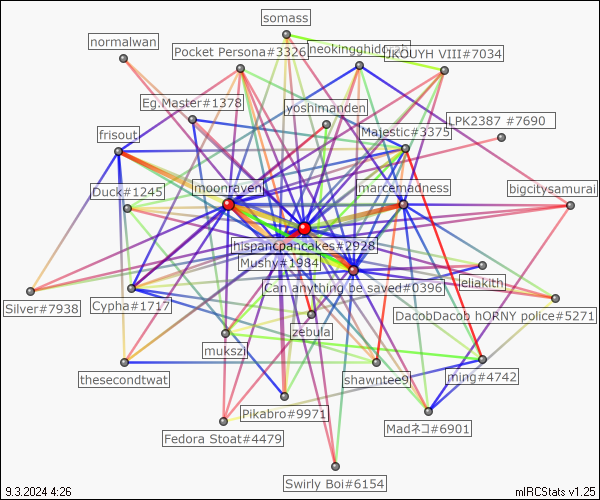 somass
normalwan
Pocket Persona#3326
JKOUYH VIII#7034
Eg.Master#1378
yoshimanden
LPK2387 #7690
frisout
Majestic#3375
Duck#1245
moonraven
marcemadness
bigcitysamurai
hispancpancakes#2928
Mushy#1984
Can anything be saved#0396
eliakith
Silver#7938
Cypha#1717
DacobDacob hORNY police#5271
zebula
mukszi
thesecondtwat
shawntee9
ming#4742
Pikabro#9971
Fedora Stoat#4479
Madネコ#6901
Swirly Boi#6154
9.3.2024 4:26
mIRCStats v1.25